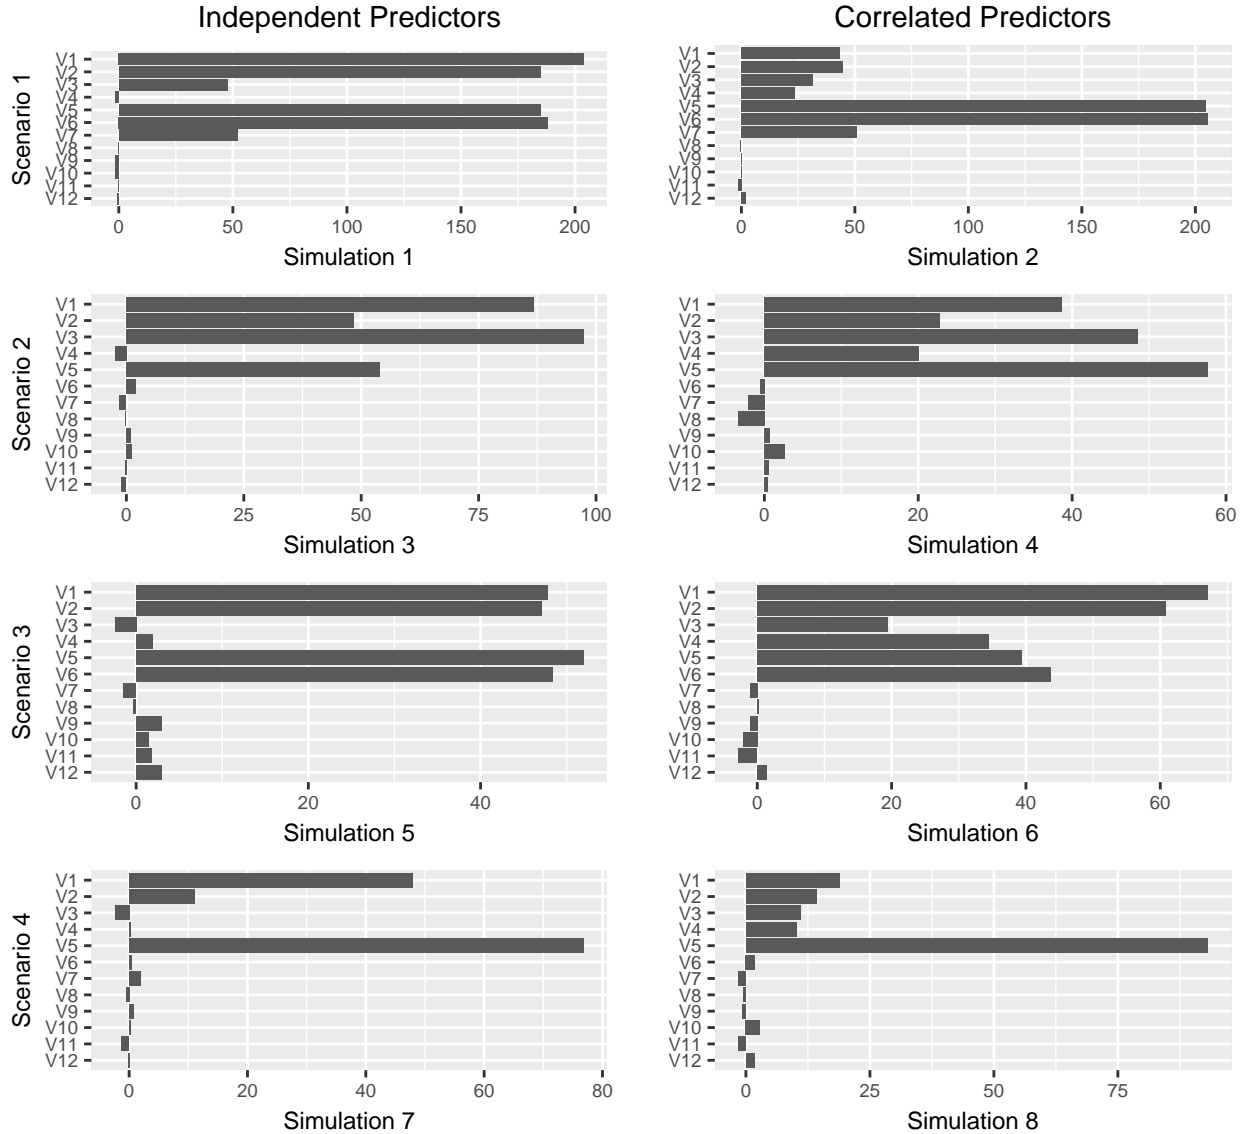 Independent Predictors
Correlated Predictors
Scenario 1
V1
V2
V3
V4
V5
V6
V7
V8
V9
V10
V11
V12
0 50 100 150 200
Simulation 1
V1
V2
V3
V4
V5
V6
V7
V8
V9
V10
V11
V12
0 50 100 150 200
Simulation 2
Scenario 2
V1
V2
V3
V4
V5
V6
V7
V8
V9
V10
V11
V12
0 25 50 75 100
Simulation 3
V1
V2
V3
V4
V5
V6
V7
V8
V9
V10
V11
V12
0 20 40 60
Simulation 4
Scenario 3
V1
V2
V3
V4
V5
V6
V7
V8
V9
V10
V11
V12
0 20 40
Simulation 5
V1
V2
V3
V4
V5
V6
V7
V8
V9
V10
V11
V12
0 20 40 60
Simulation 6
Scenario 4
V1
V2
V3
V4
V5
V6
V7
V8
V9
V10
V11
V12
0 20 40 60 80
Simulation 7
V1
V2
V3
V4
V5
V6
V7
V8
V9
V10
V11
V12
0 25 50 75
Simulation 8